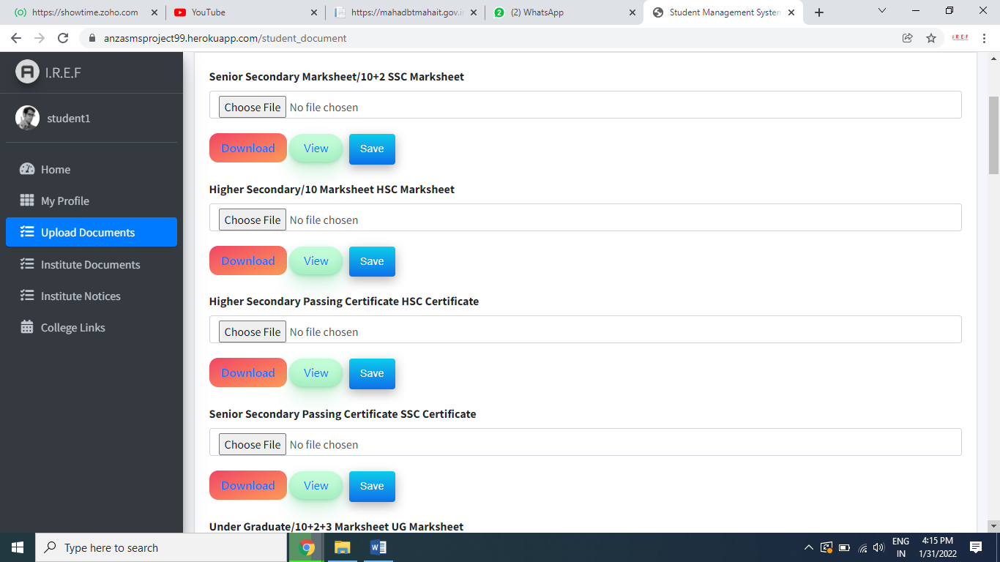 https://showtime.zoho.com
YouTube
https://mahadbtmahait.gov.i
(2) WhatsApp
Student Management System
anzasmsproject99.herokuapp.com/student_document
I.R.E.F
I.R.E.F
student1
Home
My Profile
Upload Documents
Institute Documents
Institute Notices
College Links
Senior Secondary Marksheet/10+2 SSC Marksheet
Choose File No file chosen
Download View Save
Higher Secondary/10 Marksheet HSC Marksheet
Choose File No file chosen
Download View Save
Higher Secondary Passing Certificate HSC Certificate
Choose File No file chosen
Download View Save
Senior Secondary Passing Certificate SSC Certificate
Choose File No file chosen
Download View Save
Under Graduate/10+2+3 Marksheet UG Marksheet
Type here to search
ENG
IN
4:15 PM
1/31/2022